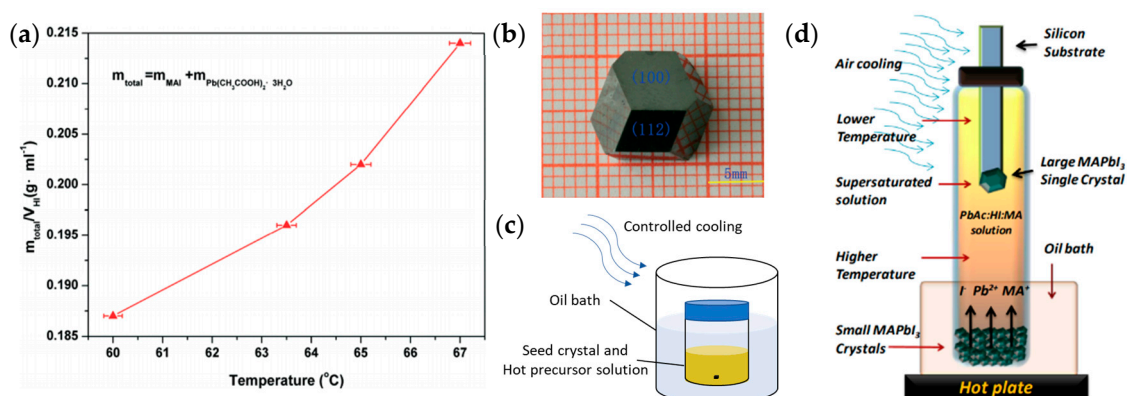 (a)
0.215
0.210
0.205
0.200
0.195
0.190
0.185
m_total/V_HI(g· ml⁻¹)
m_total =m_MAI +m_Pb(CH₃COOH)₂· 3H₂O
60 61 62 63 64 65 66 67
Temperature (°C)
(b)
(100)
(112)
5mm
(c)
Controlled cooling
Oil bath
Seed crystal and
Hot precursor solution
(d)
Silicon
Substrate
Air cooling
Lower
Temperature
Large MAPbI₃
Single Crystal
Supersaturated
solution
PbAc:HI:MA
solution
Higher
Temperature
Oil bath
I⁻ Pb²⁺ MA⁺
Small MAPbI₃
Crystals
Hot plate